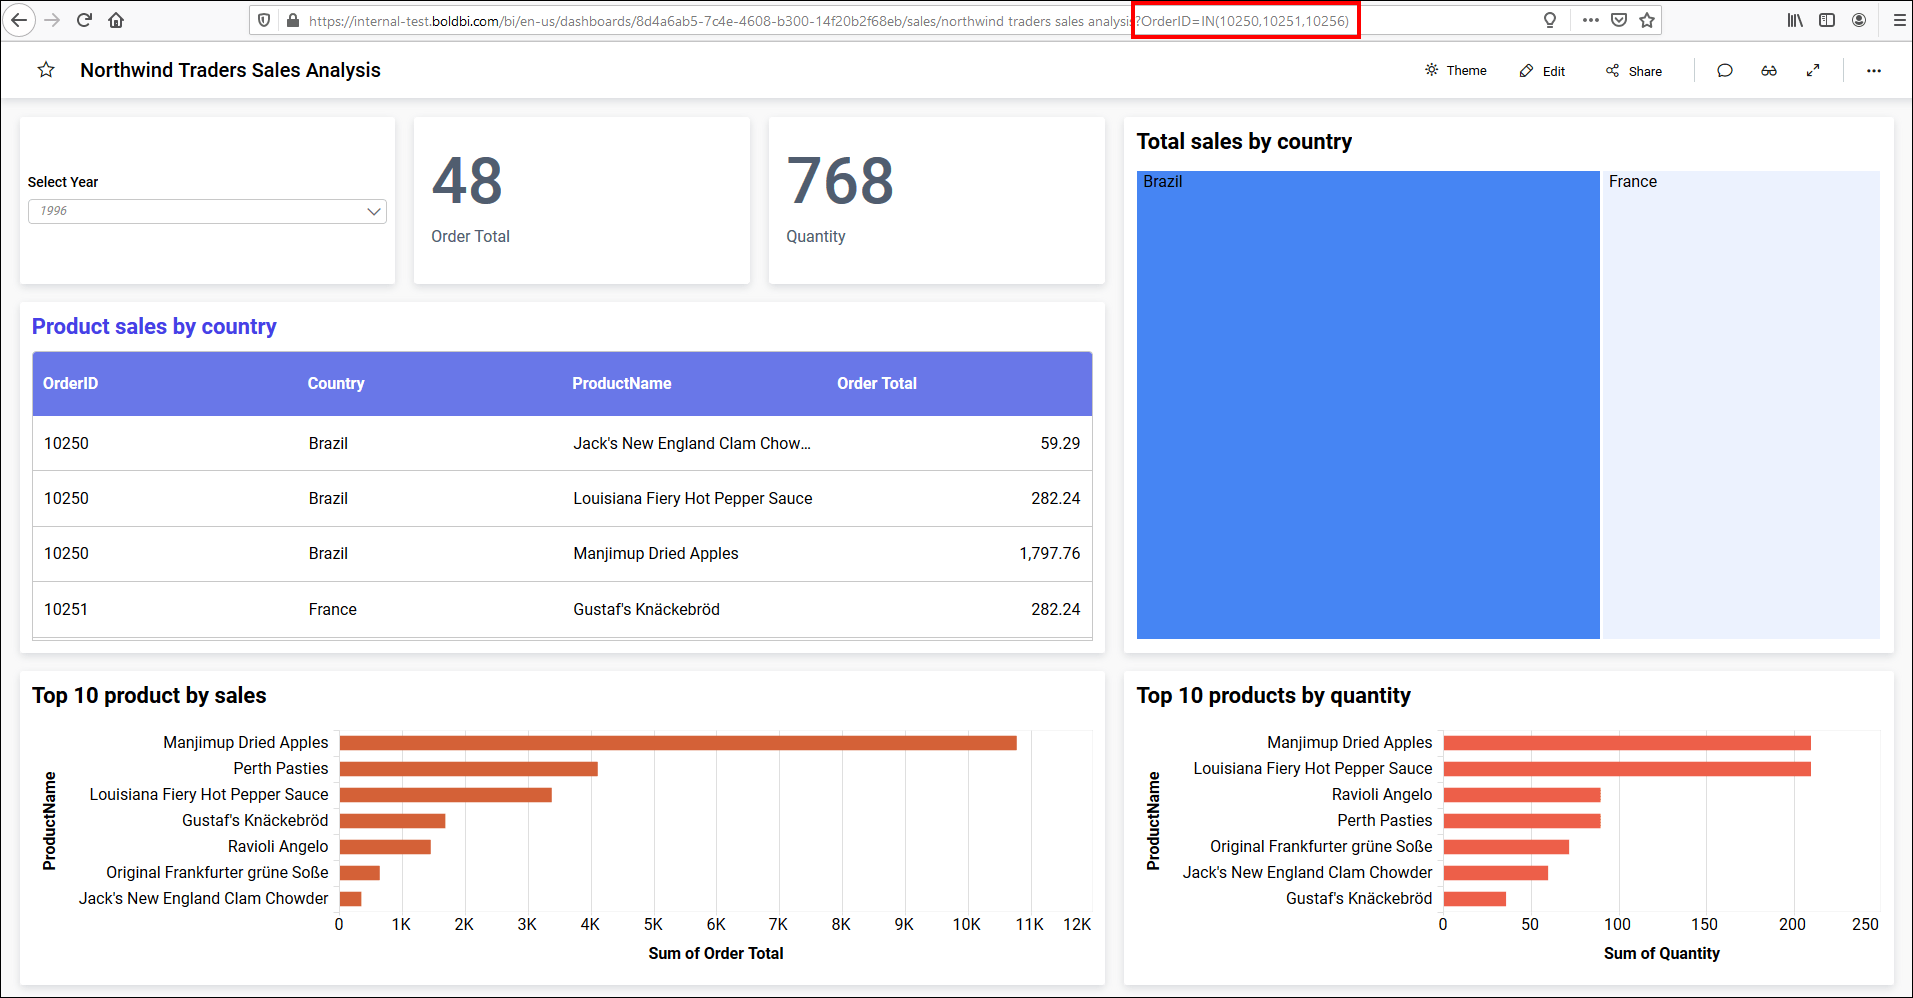 https://internal-test.boldbi.com/bi/en-us/dashboards/8d4a6ab5-7c4e-4608-b300-14f20b2f68eb/sales/northwind traders sales analysis?OrderID=IN(10250,10251,10256)
Northwind Traders Sales Analysis
Theme
Edit
Share
Select Year
1996
48
Order Total
768
Quantity
Total sales by country
Brazil
France
Product sales by country
OrderID Country ProductName Order Total
10250 Brazil Jack's New England Clam Chow... 59.29
10250 Brazil Louisiana Fiery Hot Pepper Sauce 282.24
10250 Brazil Manjimup Dried Apples 1,797.76
10251 France Gustaf's Knäckebröd 282.24
Top 10 product by sales
ProductName
Manjimup Dried Apples
Perth Pasties
Louisiana Fiery Hot Pepper Sauce
Gustaf's Knäckebröd
Ravioli Angelo
Original Frankfurter grüne Soße
Jack's New England Clam Chowder
0 1K 2K 3K 4K 5K 6K 7K 8K 9K 10K 11K 12K
Sum of Order Total
Top 10 products by quantity
ProductName
Manjimup Dried Apples
Louisiana Fiery Hot Pepper Sauce
Ravioli Angelo
Perth Pasties
Original Frankfurter grüne Soße
Jack's New England Clam Chowder
Gustaf's Knäckebröd
0 50 100 150 200 250
Sum of Quantity